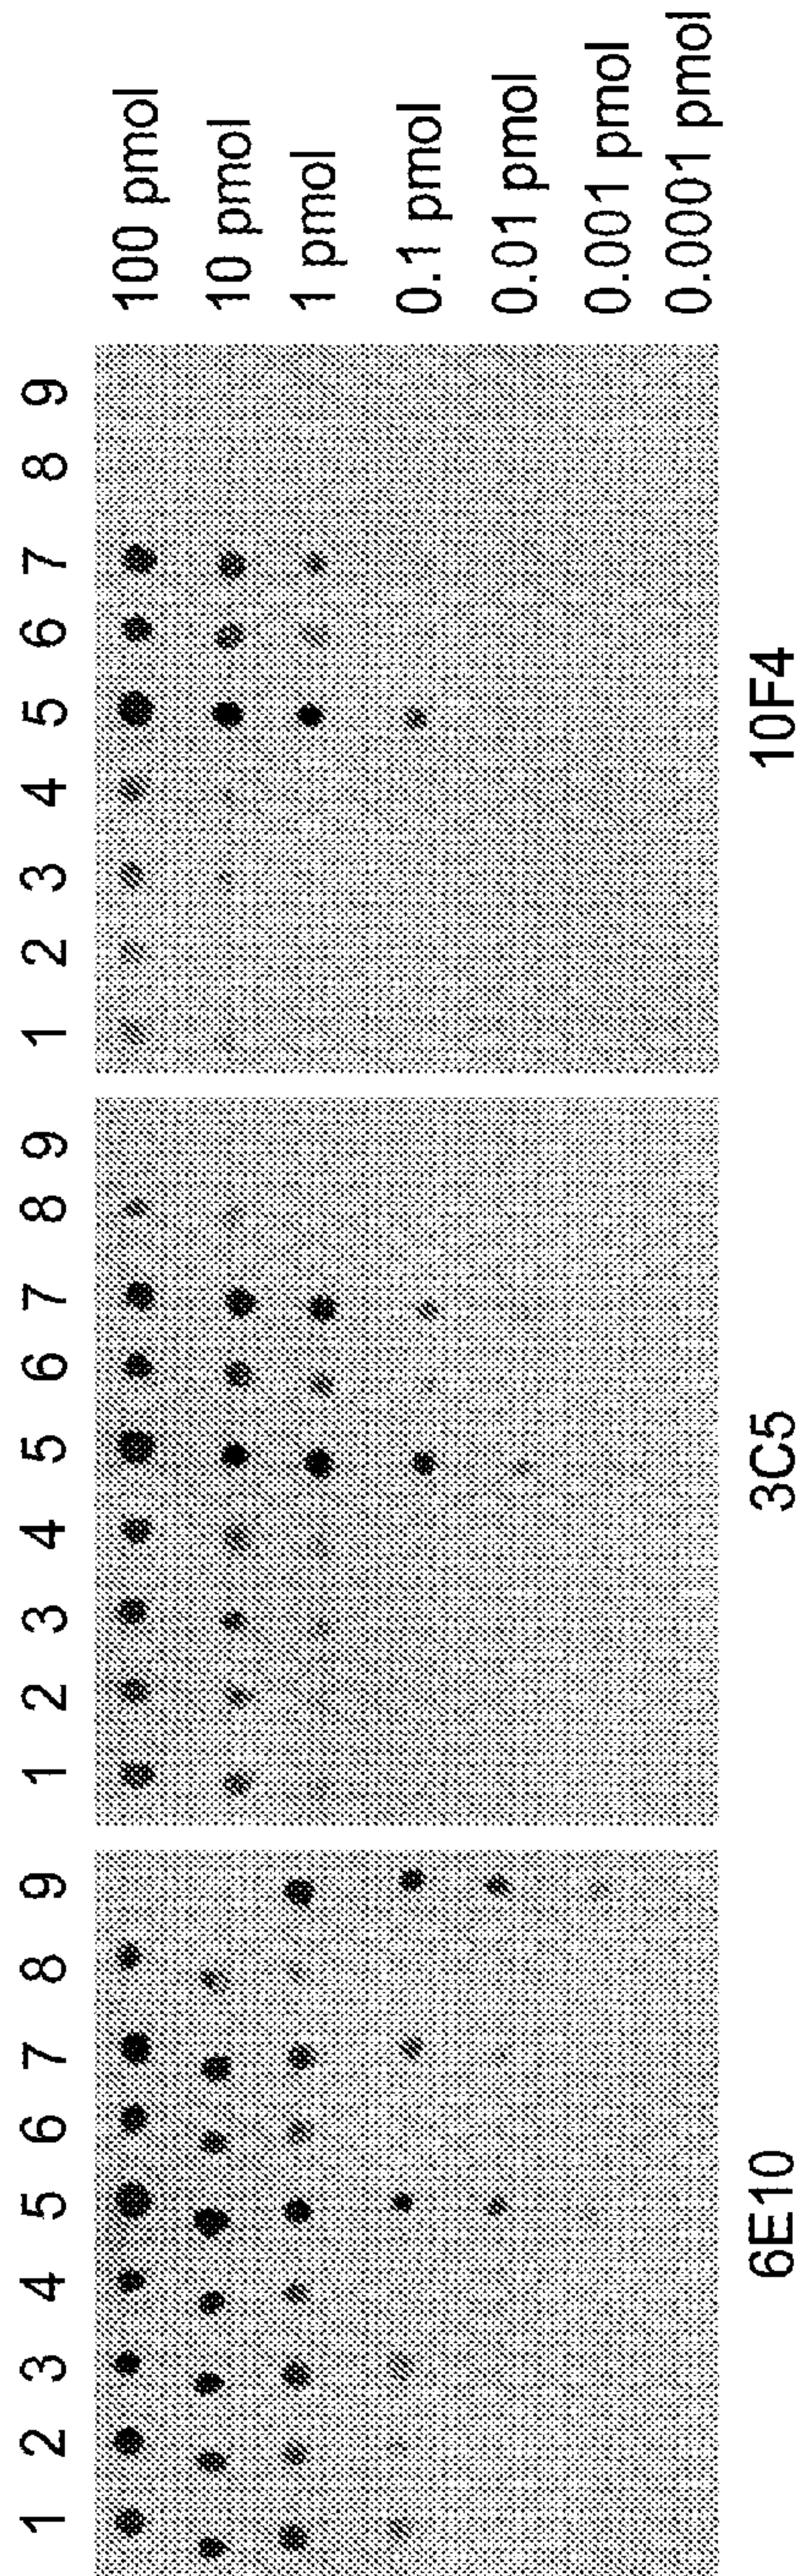 1 2 3 4 5 6 7 8 9
1 2 3 4 5 6 7 8 9
1 2 3 4 5 6 7 8 9
100 pmol
10 pmol
1 pmol
0.1 pmol
0.01 pmol
0.001 pmol
0.0001 pmol
6E10
3C5
10F4